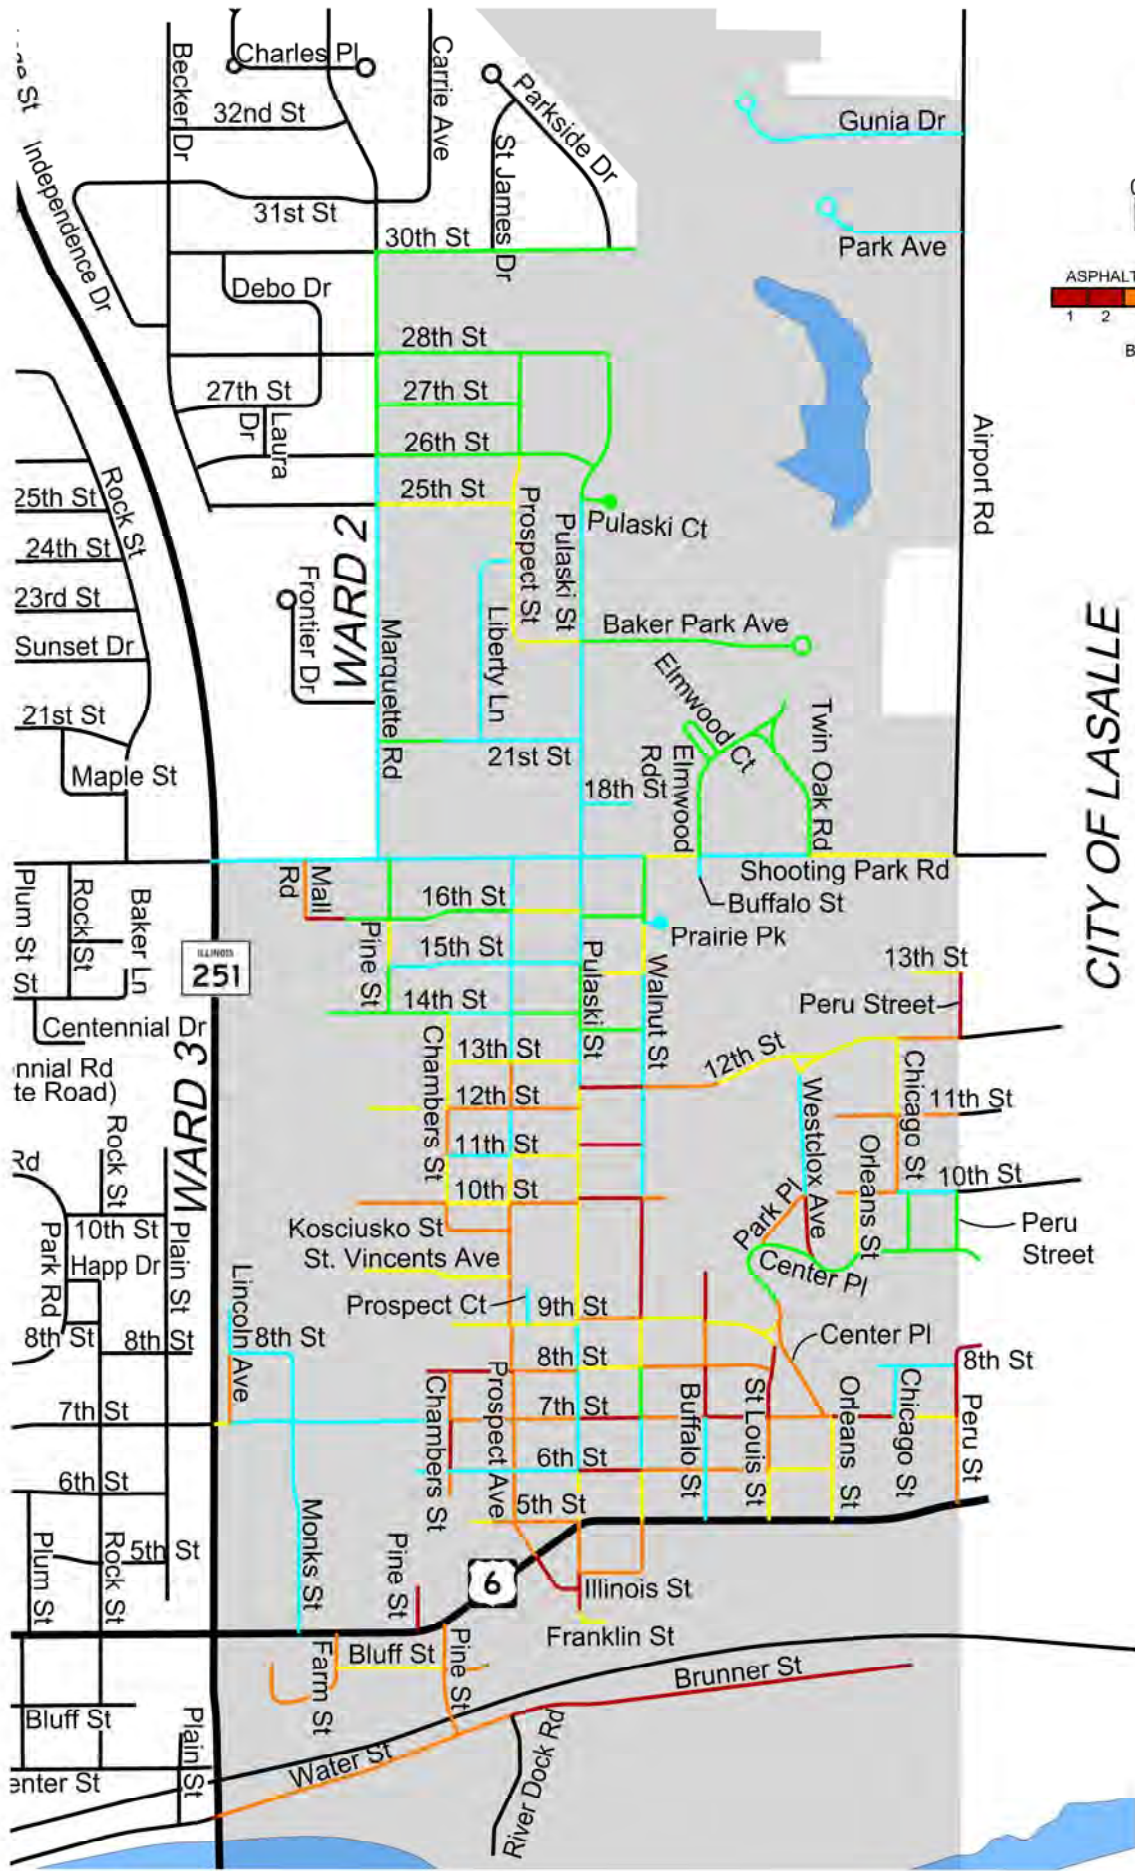 Charles Pl
Carrie Ave
Becker Dr
32nd St
Parkside Dr
St James Dr
Gunia Dr
Independence Dr
31st St
30th St
Park Ave
Debo Dr
ASPHALT
1 2
28th St
27th St
27th St
Laura
Dr
26th St
Airport Rd
25th St
Rock St
25th St
Prospect St
Pulaski St
Pulaski Ct
24th St
WARD 2
23rd St
Frontier Dr
Marquette Rd
Liberty Ln
Baker Park Ave
Sunset Dr
Elmwood Ct
21st St
Twin Oak Rd
21st St
Elmwood
Rd
Maple St
18th St
CITY OF LASALLE
Shooting Park Rd
Mall
Rd
Plum St
Rock St
Baker Ln
16th St
Buffalo St
Pine St
Prairie Pk
15th St
Pulaski St
Walnut St
13th St
ILLINOIS
251
St
14th St
Peru Street
Centennial Dr
Chambers St
13th St
12th St
Chicago St
nnial Rd
te Road)
WARD 3
12th St
Westclox Ave
11th St
Rock St
11th St
Orleans St
Rd
10th St
10th St
Park Pl
10th St
Plain St
Kosciusko St
Peru
Street
Park Rd
Happ Dr
St. Vincents Ave
Center Pl
Lincoln Ave
Prospect Ct
9th St
8th St
8th St
8th St
Center Pl
8th St
8th St
Prospect Ave
Chambers St
7th St
7th St
Buffalo St
St Louis St
Orleans St
Chicago St
Peru St
6th St
6th St
5th St
Monks St
Plum St
Rock St
5th St
Pine St
6
Illinois St
Franklin St
Farm St
Bluff St
Pine St
Brunner St
Bluff St
Plain St
Water St
River Dock Rd
enter St